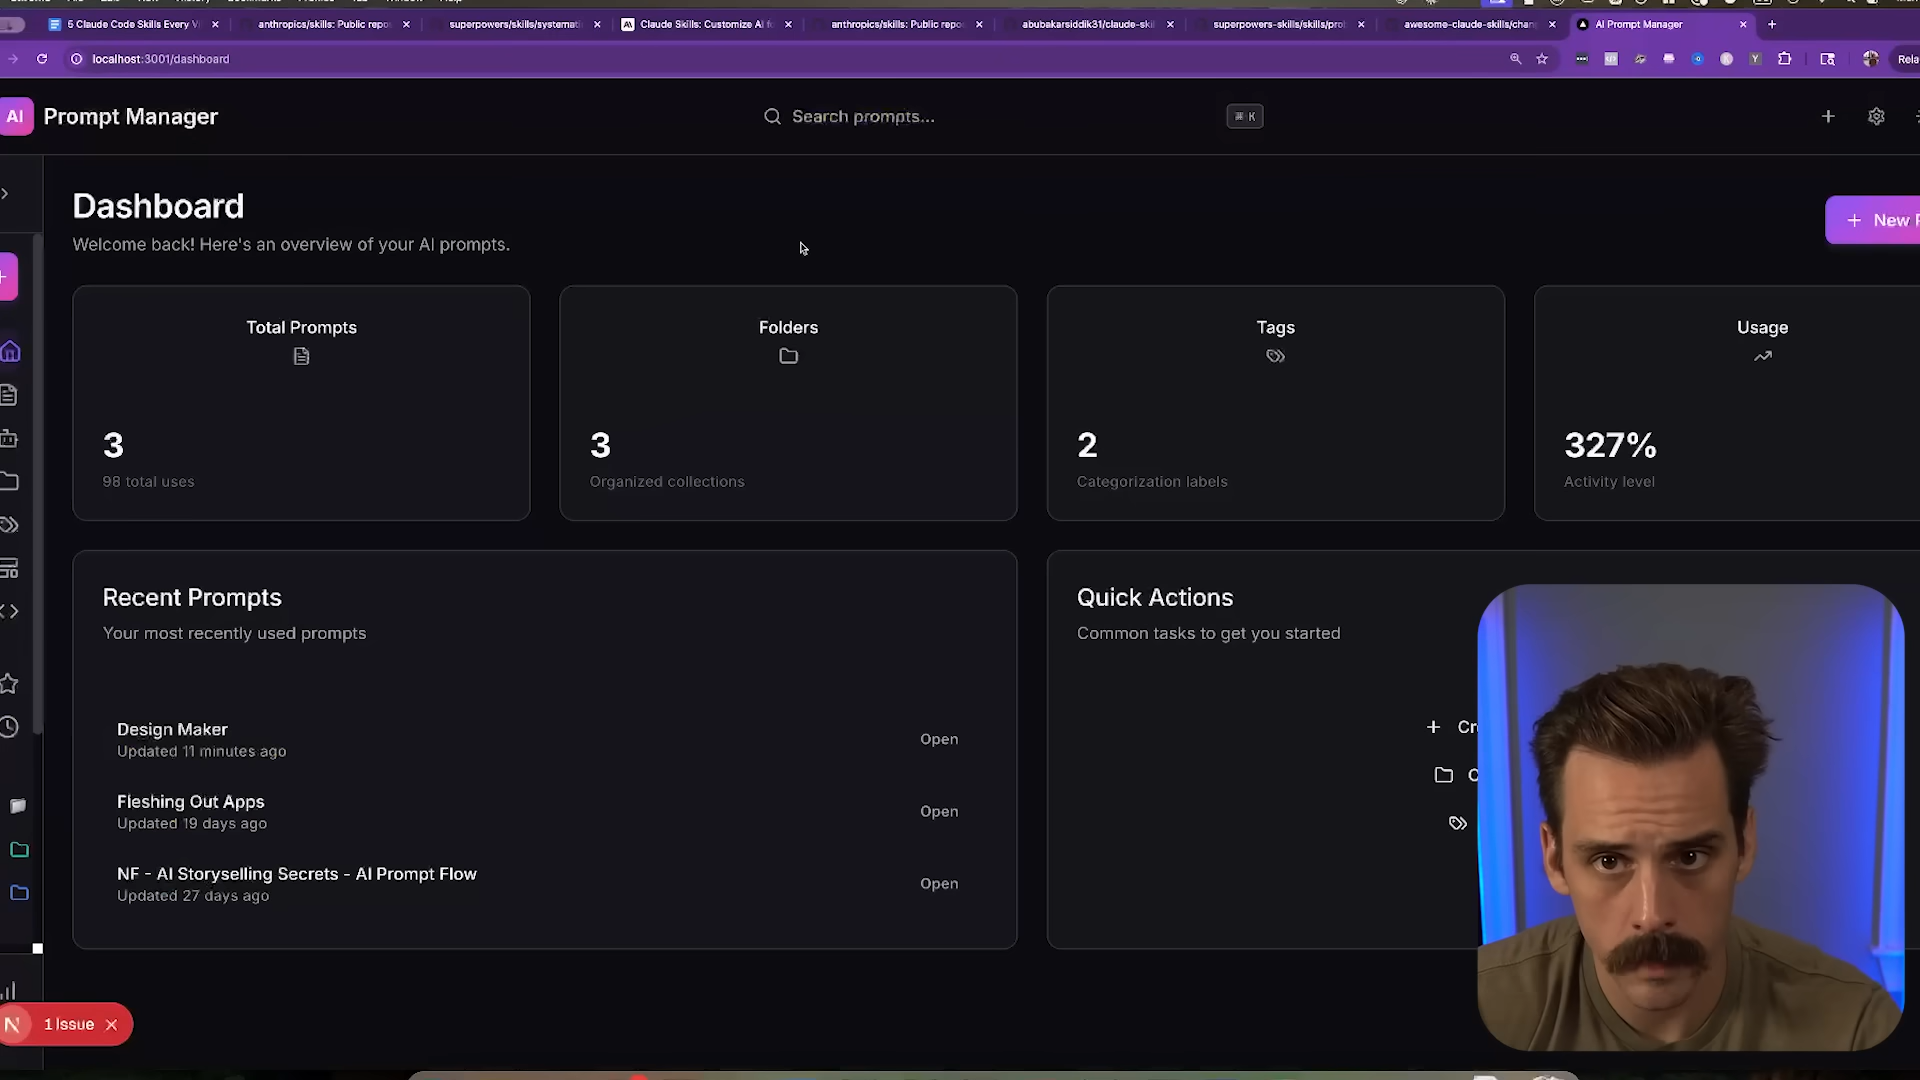 5 Claude Code Skills Every V
anthropics/skills: Public repo
superpowers/skills/systemati
Claude Skills: Customize AI f
anthropics/skills: Public repo
abubakarsiddik31/claude-skil
superpowers-skills/skills/prob
awesome-claude-skills/chan
AI Prompt Manager
localhost:3001/dashboard
Rela
AI
Prompt Manager
Search prompts...
⌘ K
Dashboard
Welcome back! Here's an overview of your AI prompts.
+ New P
Total Prompts
Folders
Tags
Usage
3
3
2
327%
98 total uses
Organized collections
Categorization labels
Activity level
Recent Prompts
Your most recently used prompts
Quick Actions
Common tasks to get you started
Design Maker
Updated 11 minutes ago
Open
Fleshing Out Apps
Updated 19 days ago
Open
NF - AI Storyselling Secrets - AI Prompt Flow
Updated 27 days ago
Open
+ Cr
C
N
1 Issue